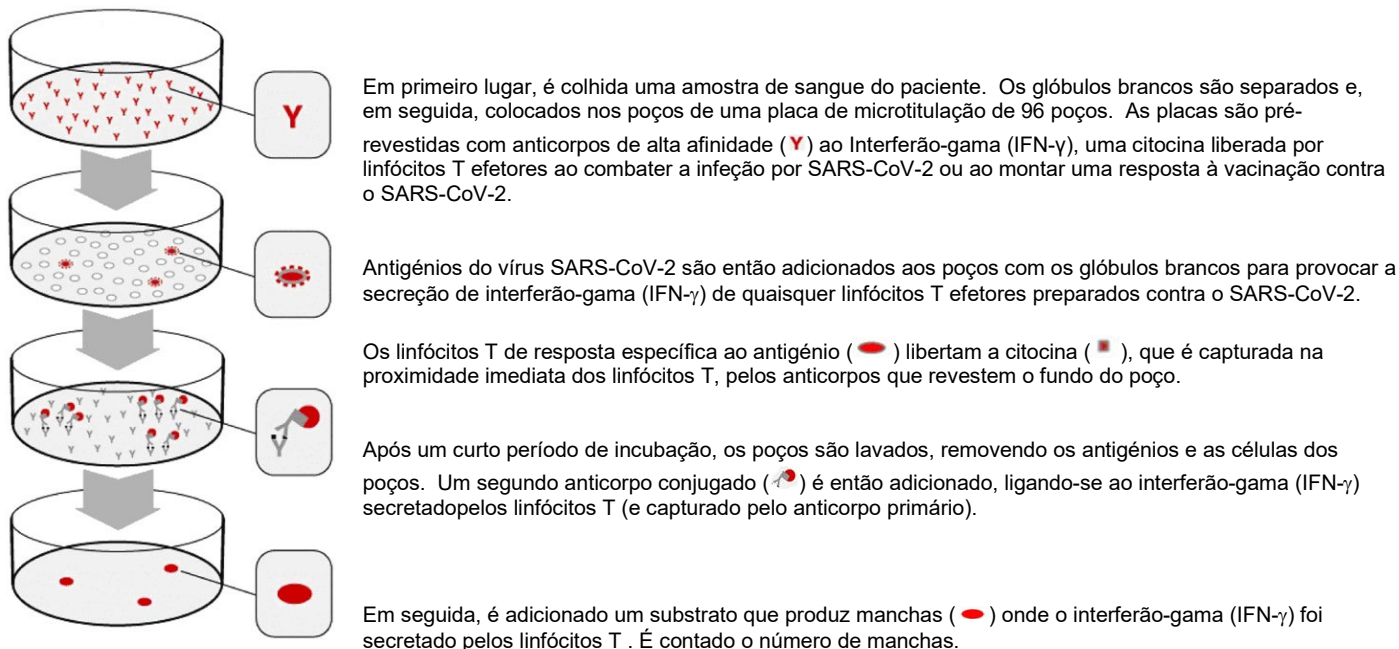 Em primeiro lugar, é colhida uma amostra de sangue do paciente. Os glóbulos brancos são separados e,
em seguida, colocados nos poços de uma placa de microtitulação de 96 poços. As placas são pré-
revestidas com anticorpos de alta afinidade (Y) ao Interferão-gama (IFN-γ), uma citocina liberada por
linfócitos T efetores ao combater a infeção por SARS-CoV-2 ou ao montar uma resposta à vacinação contra
o SARS-CoV-2.
Antigénios do vírus SARS-CoV-2 são então adicionados aos poços com os glóbulos brancos para provocar a
secreção de interferão-gama (IFN-γ) de quaisquer linfócitos T efetores preparados contra o SARS-CoV-2.
Os linfócitos T de resposta específica ao antigénio ( ) libertam a citocina ( ), que é capturada na
proximidade imediata dos linfócitos T, pelos anticorpos que revestem o fundo do poço.
Após um curto período de incubação, os poços são lavados, removendo os antigénios e as células dos
poços. Um segundo anticorpo conjugado ( ) é então adicionado, ligando-se ao interferão-gama (IFN-γ)
secretadopelos linfócitos T (e capturado pelo anticorpo primário).
Em seguida, é adicionado um substrato que produz manchas ( ) onde o interferão-gama (IFN-γ) foi
secretado pelos linfócitos T . É contado o número de manchas.